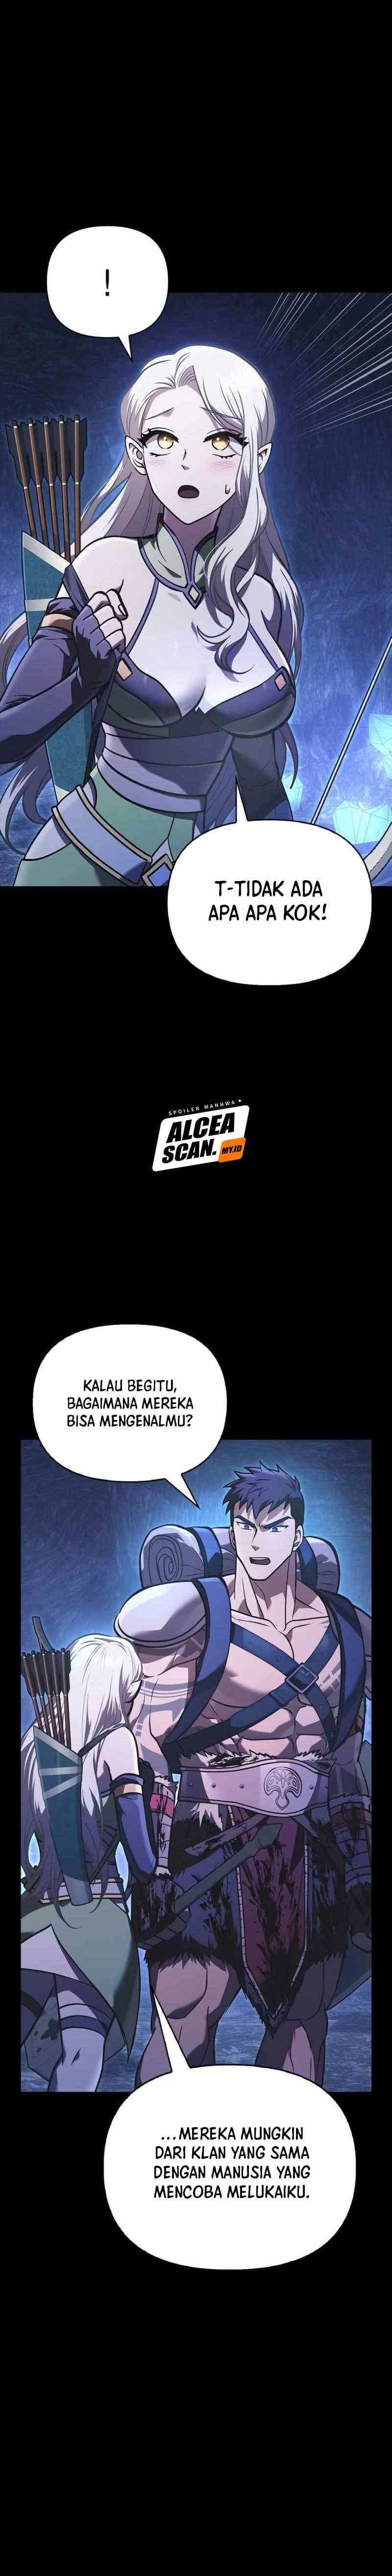 !
T-TIDAK ADA
APA APA KOK!
SPOILER MANHWA
ALCEA
SCAN.
MY.ID
KALAU BEGITU,
BAGAIMANA MEREKA
BISA MENGENALMU?
...MEREKA MUNGKIN
DARI KLAN YANG SAMA
DENGAN MANUSIA YANG
MENCOBA MELUKAIKU.